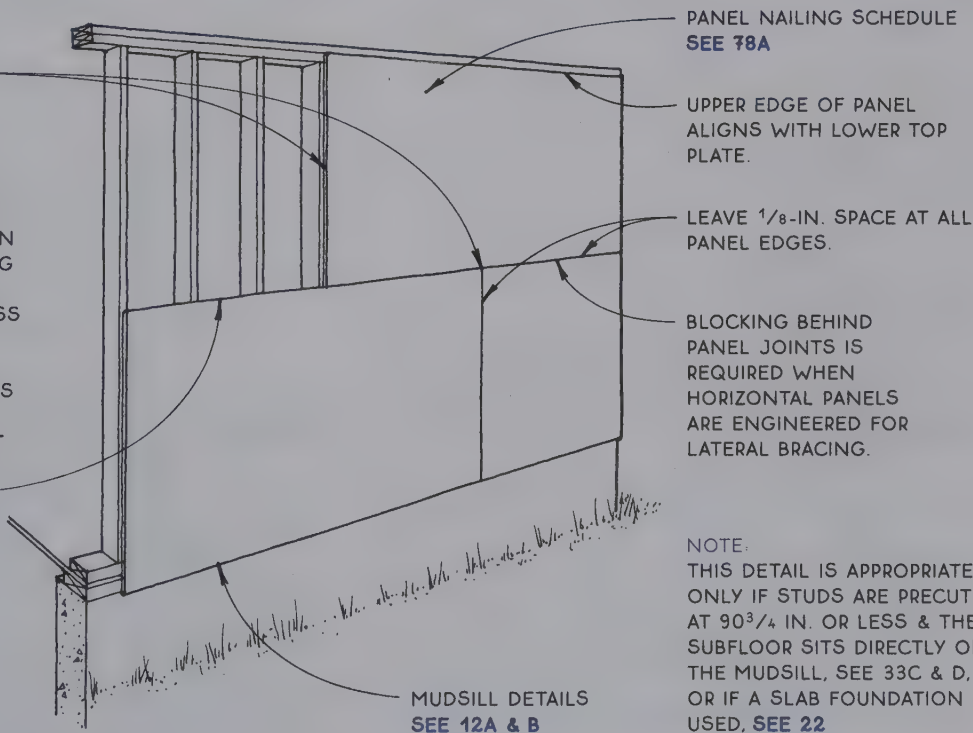 PANEL NAILING SCHEDULE
SEE 78A
UPPER EDGE OF PANEL
ALIGNS WITH LOWER TOP
PLATE.
LEAVE 1/8-IN. SPACE AT ALL
PANEL EDGES.
BLOCKING BEHIND
PANEL JOINTS IS
REQUIRED WHEN
HORIZONTAL PANELS
ARE ENGINEERED FOR
LATERAL BRACING.
NOTE:
THIS DETAIL IS APPROPRIATE
ONLY IF STUDS ARE PRECUT
AT 90 3/4 IN. OR LESS & THE
SUBFLOOR SITS DIRECTLY
THE MUDSILL, SEE 33C & D,
OR IF A SLAB FOUNDATION
USED, SEE 22
MUDSILL DETAILS
SEE 12A & B